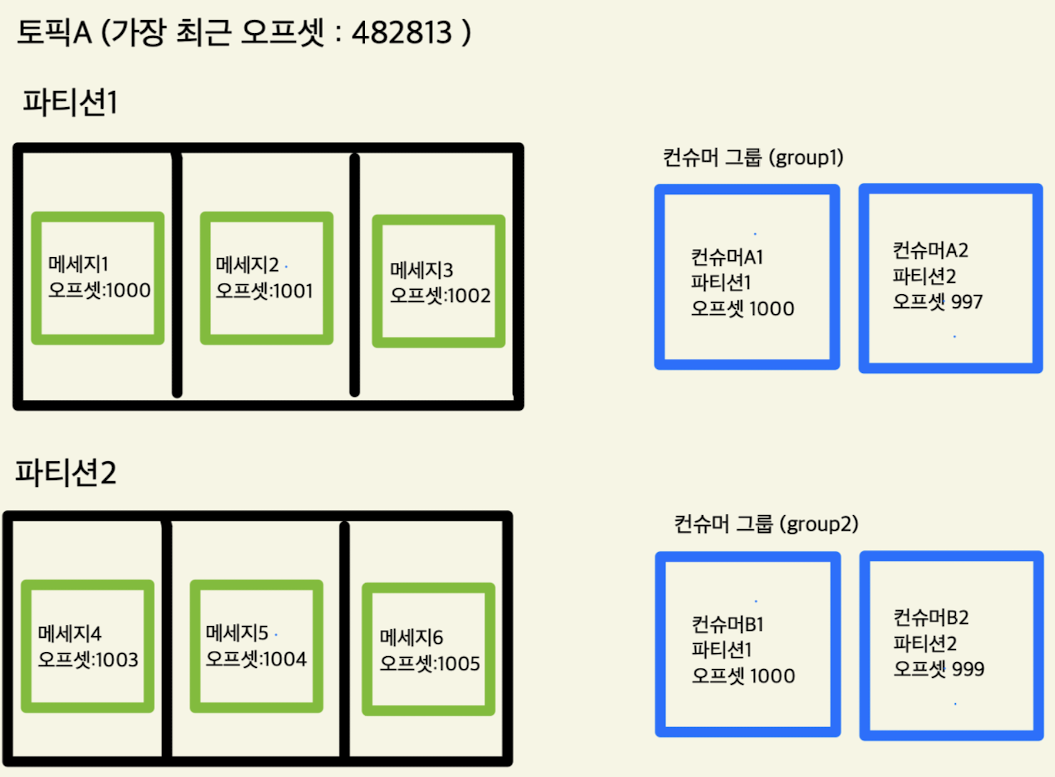 토픽A (가장 최근 오프셋 : 482813 )
파티션1
메세지1
오프셋:1000
메세지2
오프셋:1001
메세지3
오프셋:1002
컨슈머 그룹 (group1)
컨슈머A1
파티션1
오프셋 1000
컨슈머A2
파티션2
오프셋 997
파티션2
메세지4
오프셋:1003
메세지5
오프셋:1004
메세지6
오프셋:1005
컨슈머 그룹 (group2)
컨슈머B1
파티션1
오프셋 1000
컨슈머B2
파티션2
오프셋 999